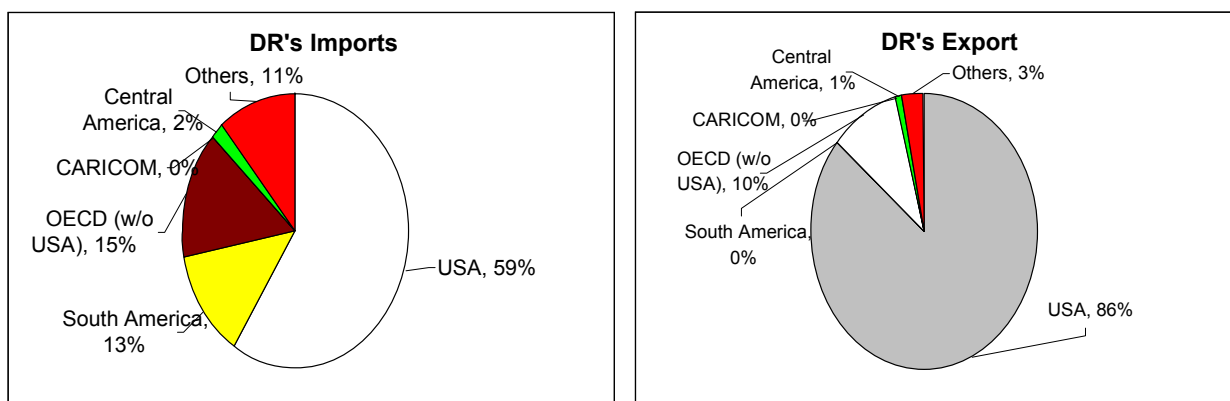 DR's Imports
Others, 11%
Central
America, 2%
CARICOM, 0%
OECD (w/o
USA), 15%
South America,
13%
USA, 59%
DR's Export
Central
America, 1%
Others, 3%
CARICOM, 0%
OECD (w/o
USA), 10%
South America,
0%
USA, 86%